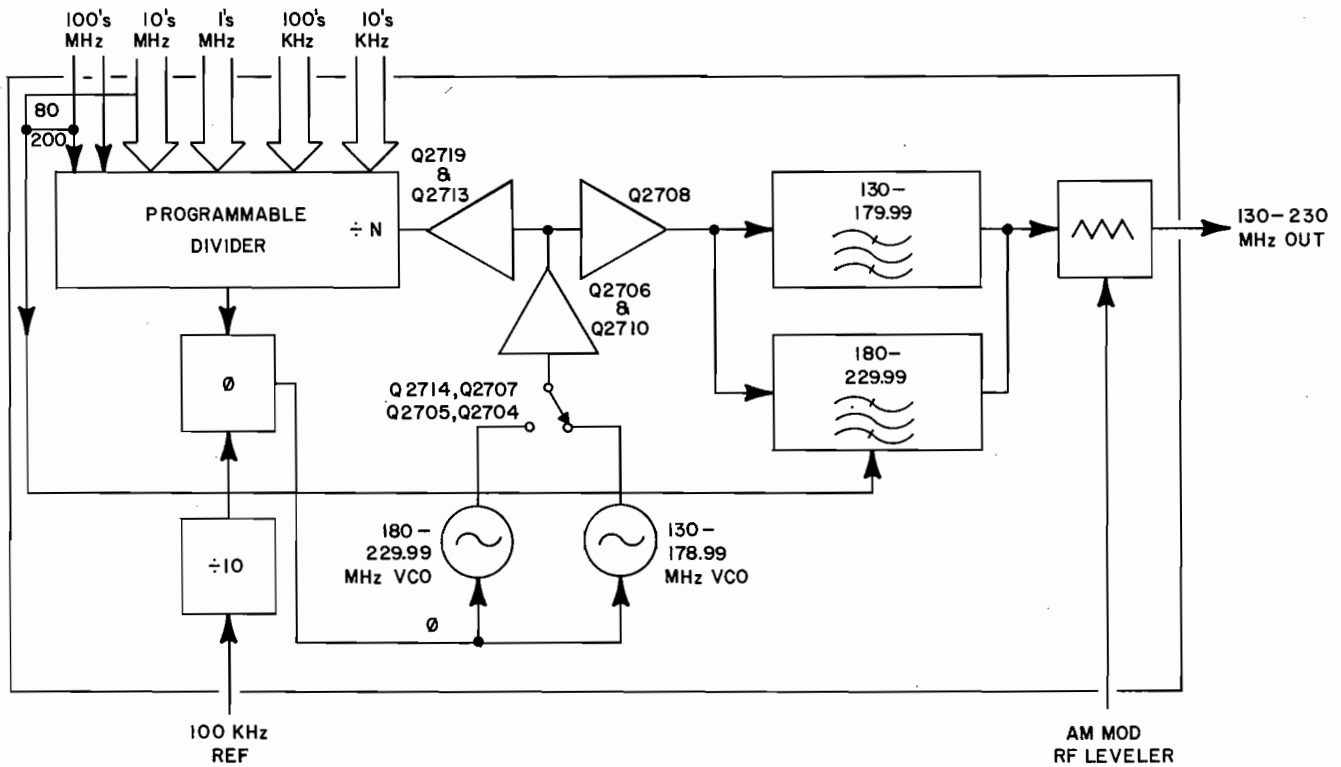 100's
MHz
10's
MHz
1's
MHz
100's
KHz
10's
KHz
80
200
PROGRAMMABLE
DIVIDER
÷ N
Q2719
&
Q2713
Q2708
130-
179.99
130-230
MHz OUT
Q2706
&
Q2710
180-
229.99
Ø
Q2714,Q2707
Q2705,Q2704
÷10
180-
229.99
MHz VCO
130-
178.99
MHz VCO
Ø
100 KHz
REF
AM MOD
RF LEVELER